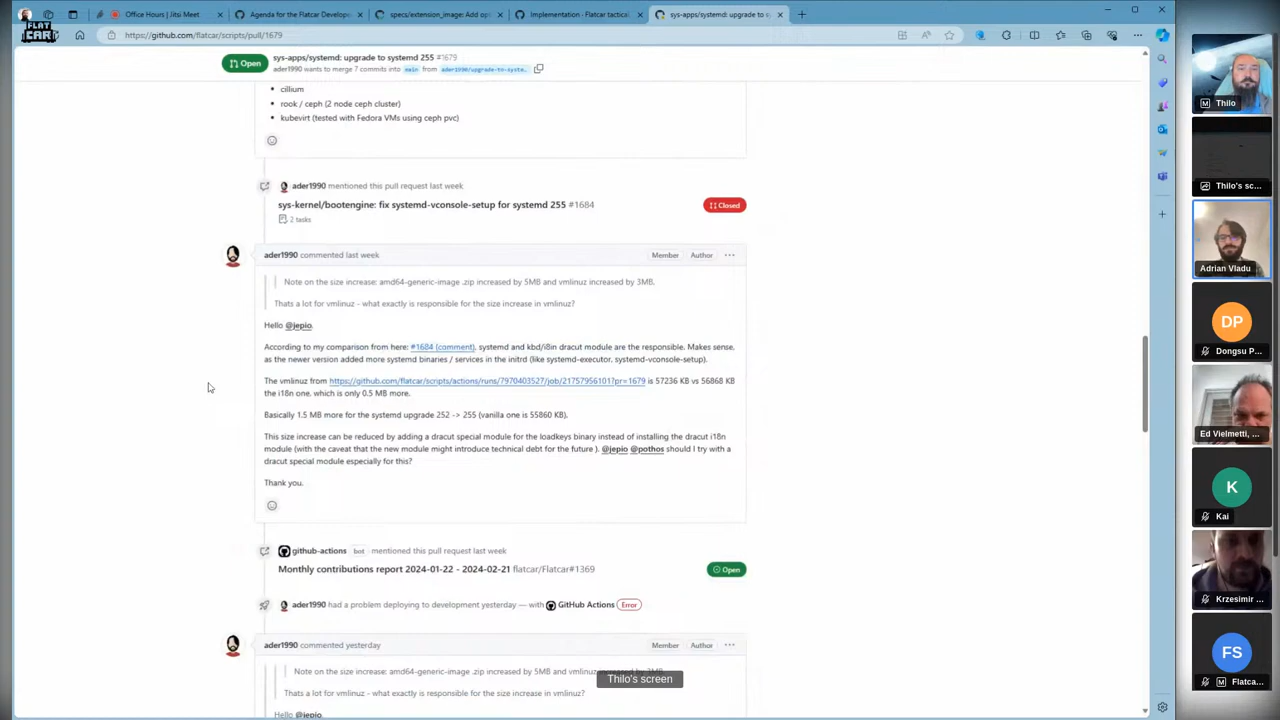 FLAT
CAR
Office Hours | Jitsi Meet
Agenda for the Flatcar Develop
specs/extension_image: Add op
Implementation - Flatcar tactical
sys-apps/systemd: upgrade to s
https://github.com/flatcar/scripts/pull/1679
Open
sys-apps/systemd: upgrade to systemd 255 #1679
ader1990 wants to merge 7 commits into main from ader1990/upgrade-to-syste...
cillium
rook / ceph (2 node ceph cluster)
kubevirt (tested with Fedora VMs using ceph pvc)
ader1990 mentioned this pull request last week
sys-kernel/bootengine: fix systemd-vconsole-setup for systemd 255 #1684
Closed
2 tasks
ader1990 commented last week
Member
Author
Note on the size increase: amd64-generic-image .zip increased by 5MB and vmlinuz increased by 3MB.
Thats a lot for vmlinuz - what exactly is responsible for the size increase in vmlinuz?
Hello @jepio.
According to my comparison from here: #1684 (comment), systemd and kbd/i8in dracut module are the responsible. Makes sense,
as the newer version added more systemd binaries / services in the initrd (like systemd-executor, systemd-vconsole-setup).
The vmlinuz from https://github.com/flatcar/scripts/actions/runs/7970403527/job/21757956101?pr=1679 is 57236 KB vs 56868 KB
the i18n one, which is only 0.5 MB more.
Basically 1.5 MB more for the systemd upgrade 252 -> 255 (vanilla one is 55860 KB).
This size increase can be reduced by adding a dracut special module for the loadkeys binary instead of installing the dracut i18n
module (with the caveat that the new module might introduce technical debt for the future ). @jepio @pothos should I try with a
dracut special module especially for this?
Thank you.
github-actions bot mentioned this pull request last week
Monthly contributions report 2024-01-22 - 2024-02-21 flatcar/Flatcar#1369
Open
ader1990 had a problem deploying to development yesterday — with GitHub Actions Error
ader1990 commented yesterday
Member
Author
Note on the size increase: amd64-generic-image .zip increased by 5MB and vmlinuz increased by 3MB.
Thats a lot for vmlinuz - what exactly is responsible for the size increase in vmlinuz?
Hello @jepio.
Thilo's screen
M Thilo
Thilo's sc...
Adrian Vladu
DP
Dongsu P...
Ed Vielmetti, ...
K
Kai
Krzesimir ...
FS
M Flatca...